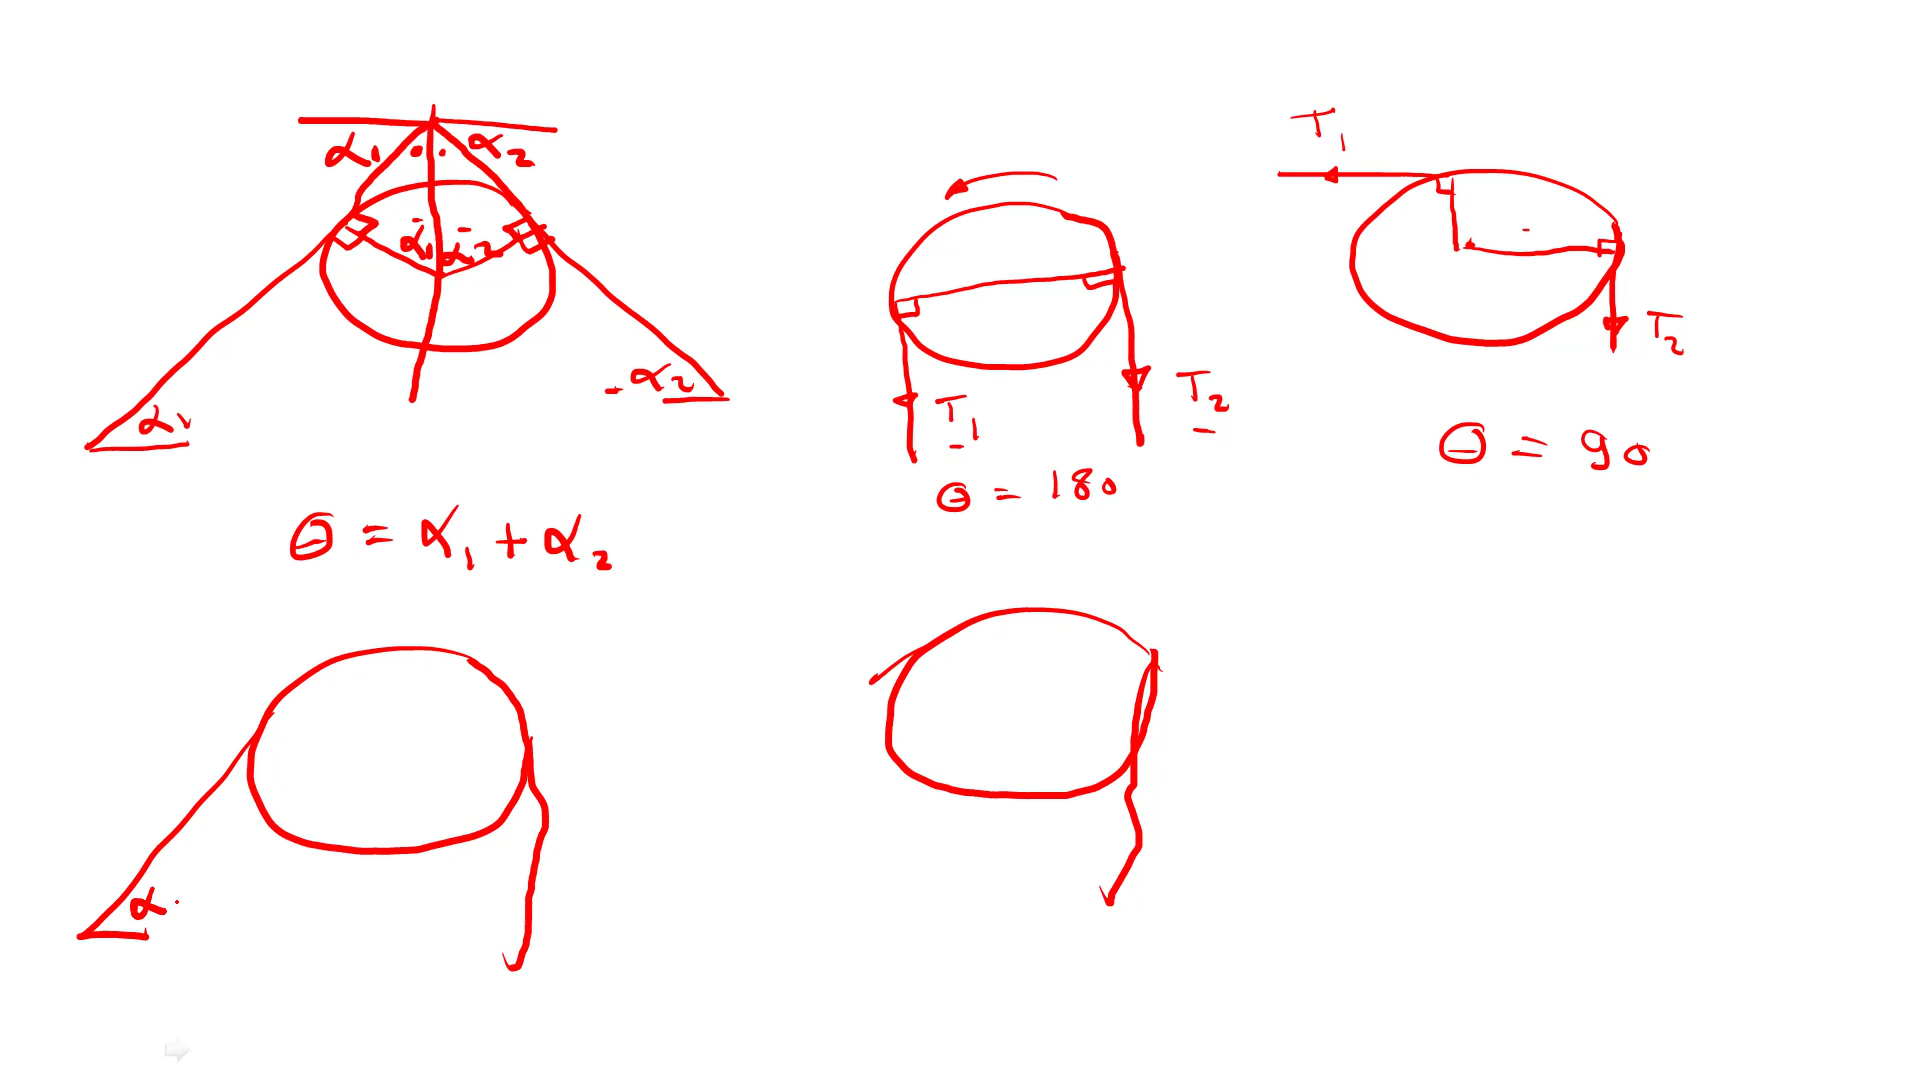 α₁ α₂
α₁ α₂
α₁
α₂
θ = α₁ + α₂
T₁
T₂
θ = 180
T₁
T₂
θ = 90
α